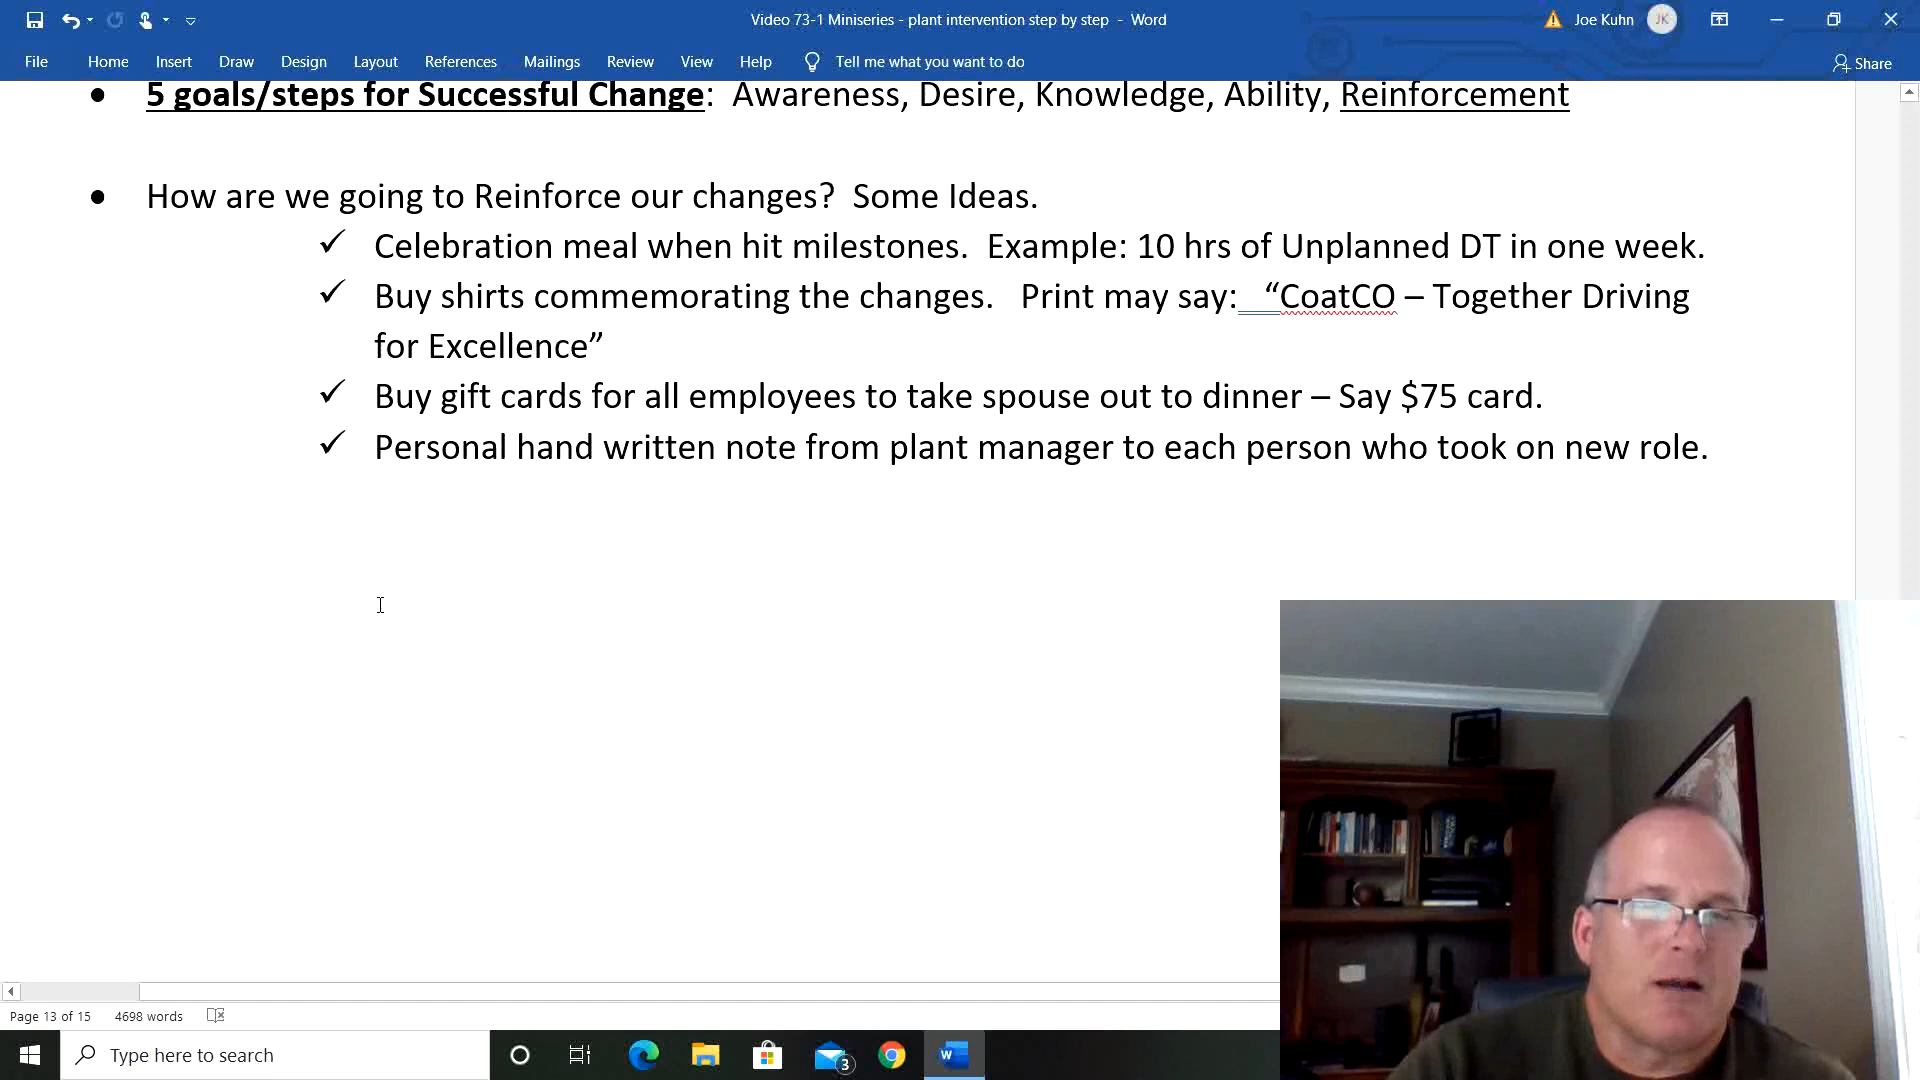 Video 73-1 Miniseries - plant intervention step by step - Word
Joe Kuhn JK
File Home Insert Draw Design Layout References Mailings Review View Help Tell me what you want to do Share
• 5 goals/steps for Successful Change: Awareness, Desire, Knowledge, Ability, Reinforcement
• How are we going to Reinforce our changes? Some Ideas.
✓ Celebration meal when hit milestones. Example: 10 hrs of Unplanned DT in one week.
✓ Buy shirts commemorating the changes. Print may say: “CoatCO – Together Driving
for Excellence”
✓ Buy gift cards for all employees to take spouse out to dinner – Say $75 card.
✓ Personal hand written note from plant manager to each person who took on new role.
Page 13 of 15 4698 words
Type here to search
3
W